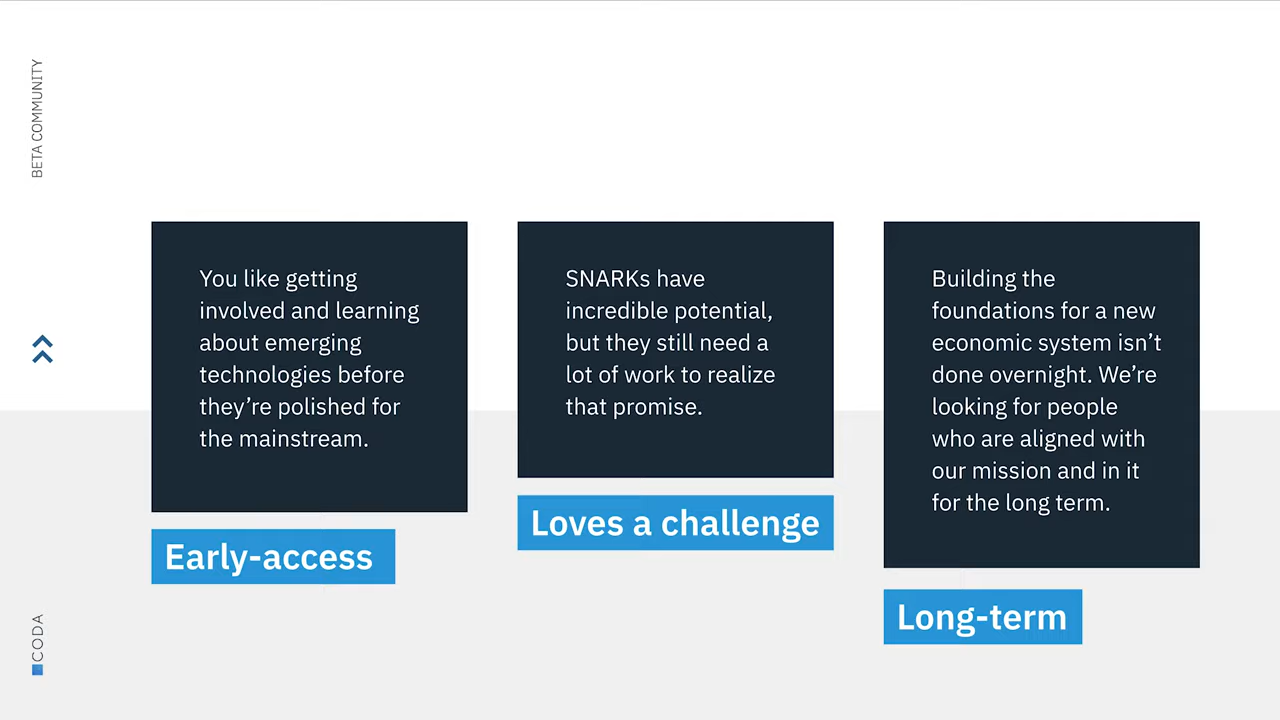 BETA COMMUNITY
You like getting
involved and learning
about emerging
technologies before
they’re polished for
the mainstream.
Early-access
SNARKs have
incredible potential,
but they still need a
lot of work to realize
that promise.
Loves a challenge
Building the
foundations for a new
economic system isn’t
done overnight. We’re
looking for people
who are aligned with
our mission and in it
for the long term.
Long-term
CODA